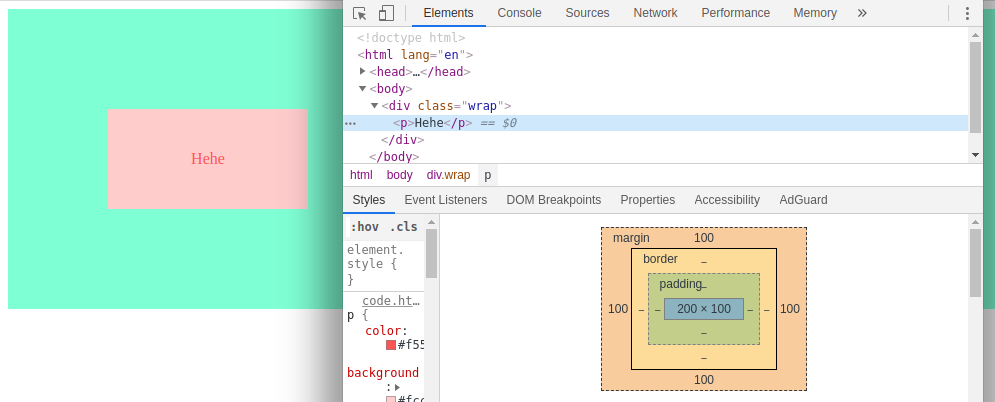 Hehe
Elements Console Sources Network Performance Memory »
<!doctype html>
<html lang="en">
<head>…</head>
<body>
<div class="wrap">
<p>Hehe</p> == $0
</div>
</body>
html body div.wrap p
Styles Event Listeners DOM Breakpoints Properties Accessibility AdGuard
:hov .cls
element.
style {
}
code.ht…
p {
color:
#f55
background
:
#fcc
margin 100
border –
padding –
100 – – 200 × 100 – – 100
–
–
100